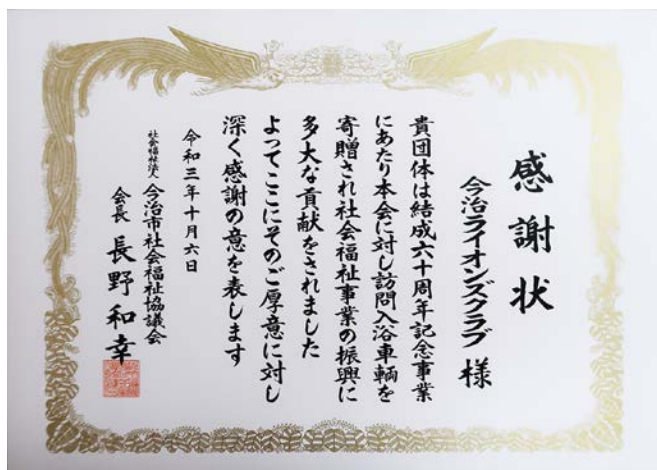 感謝状
今治ライオンズクラブ 様
貴団体は結成六十周年記念事業
にあたり本会に対し訪問入浴車輌を
寄贈され社会福祉事業の振興に
多大な貢献をされました
よってここにそのご厚意に対し
深く感謝の意を表します
令和三年十月六日
社会福祉法人 今治市社会福祉協議会
会長 長野和幸